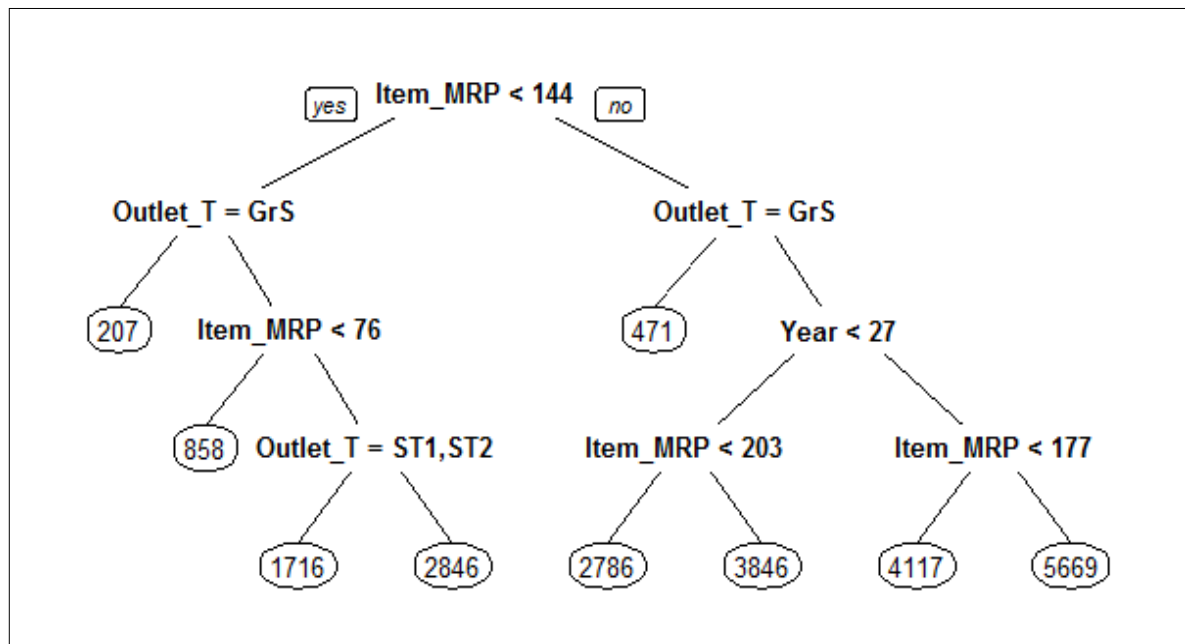 yes Item_MRP < 144 no
Outlet_T = GrS Outlet_T = GrS
207 Item_MRP < 76 471 Year < 27
858 Outlet_T = ST1,ST2 Item_MRP < 203 Item_MRP < 177
1716 2846 2786 3846 4117 5669